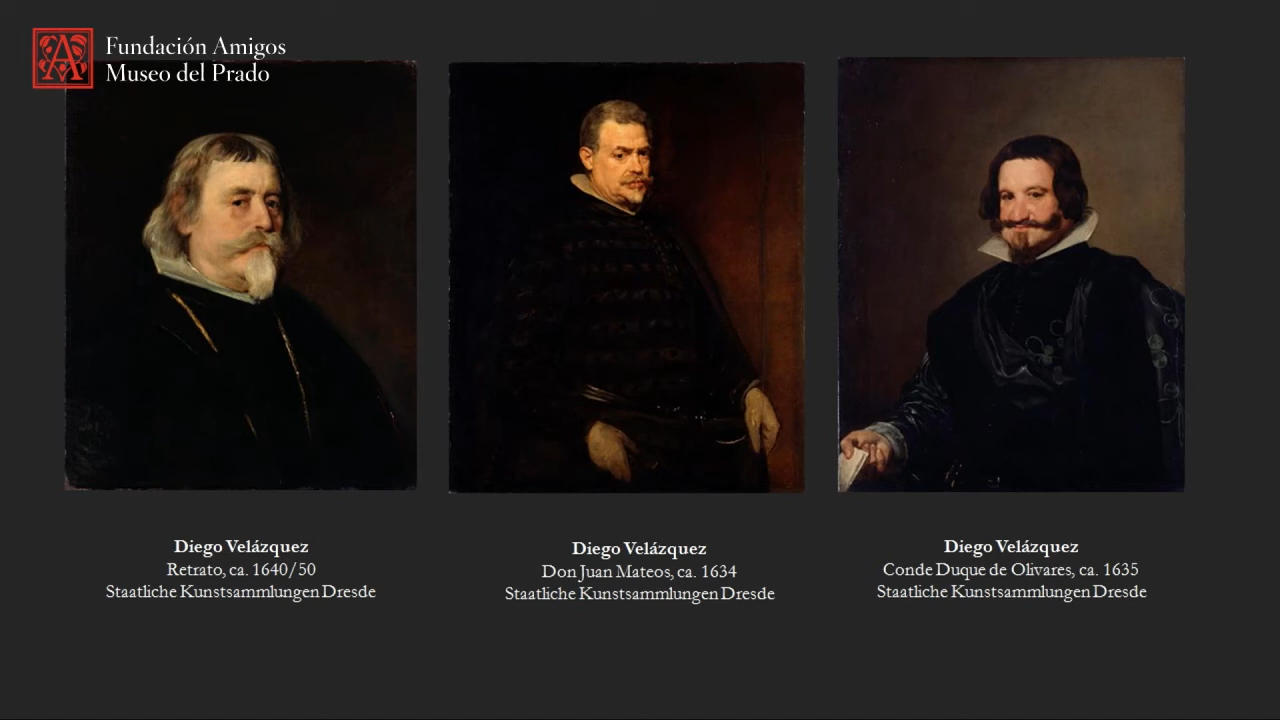 Fundación Amigos
Museo del Prado
Diego Velázquez
Retrato, ca. 1640/50
Staatliche Kunstsammlungen Dresde
Diego Velázquez
Don Juan Mateos, ca. 1634
Staatliche Kunstsammlungen Dresde
Diego Velázquez
Conde Duque de Olivares, ca. 1635
Staatliche Kunstsammlungen Dresde